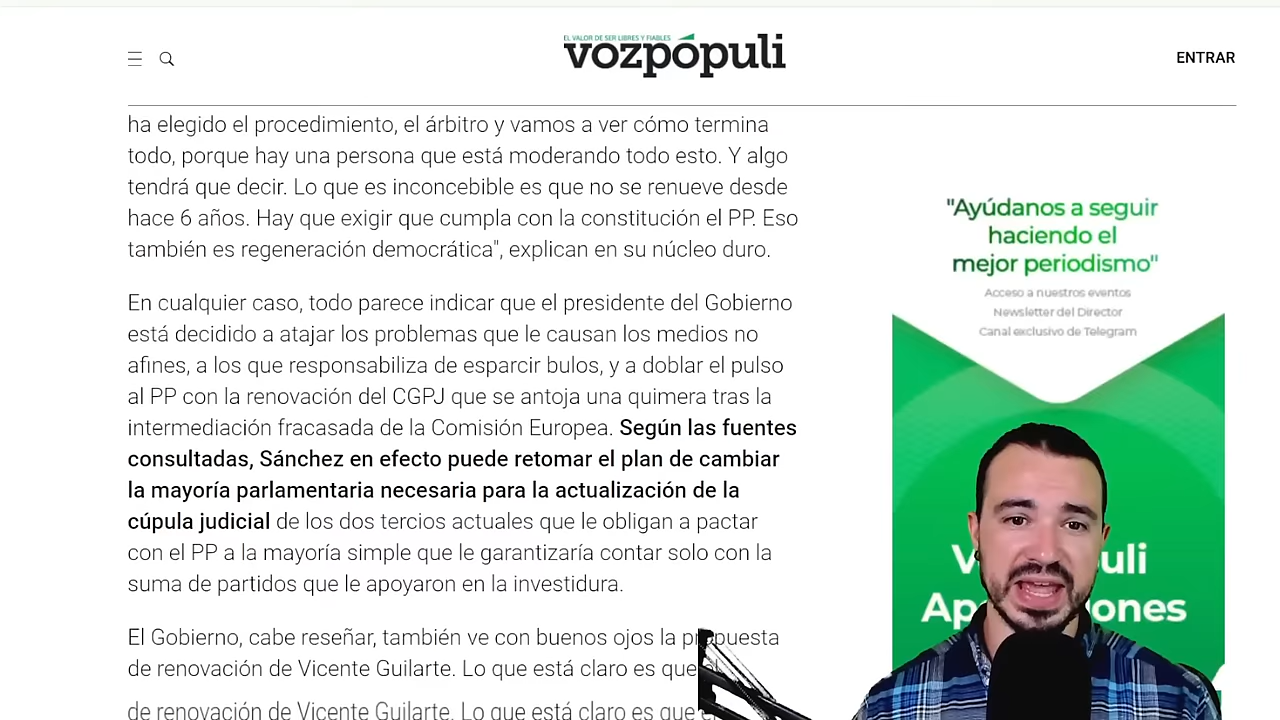 EL VALOR DE SER LIBRES Y FIABLES
vozpópuli
ENTRAR
ha elegido el procedimiento, el árbitro y vamos a ver cómo termina
todo, porque hay una persona que está moderando todo esto. Y algo
tendrá que decir. Lo que es inconcebible es que no se renueve desde
hace 6 años. Hay que exigir que cumpla con la constitución el PP. Eso
también es regeneración democrática", explican en su núcleo duro.
En cualquier caso, todo parece indicar que el presidente del Gobierno
está decidido a atajar los problemas que le causan los medios no
afines, a los que responsabiliza de esparcir bulos, y a doblar el pulso
al PP con la renovación del CGPJ que se antoja una quimera tras la
intermediación fracasada de la Comisión Europea. Según las fuentes
consultadas, Sánchez en efecto puede retomar el plan de cambiar
la mayoría parlamentaria necesaria para la actualización de la
cúpula judicial de los dos tercios actuales que le obligan a pactar
con el PP a la mayoría simple que le garantizaría contar solo con la
suma de partidos que le apoyaron en la investidura.
El Gobierno, cabe reseñar, también ve con buenos ojos la propuesta
de renovación de Vicente Guilarte. Lo que está claro es que
de renovación de Vicente Guilarte. Lo que está claro es que
"Ayúdanos a seguir
haciendo el
mejor periodismo"
Acceso a nuestros eventos
Newsletter del Director
Canal exclusivo de Telegram